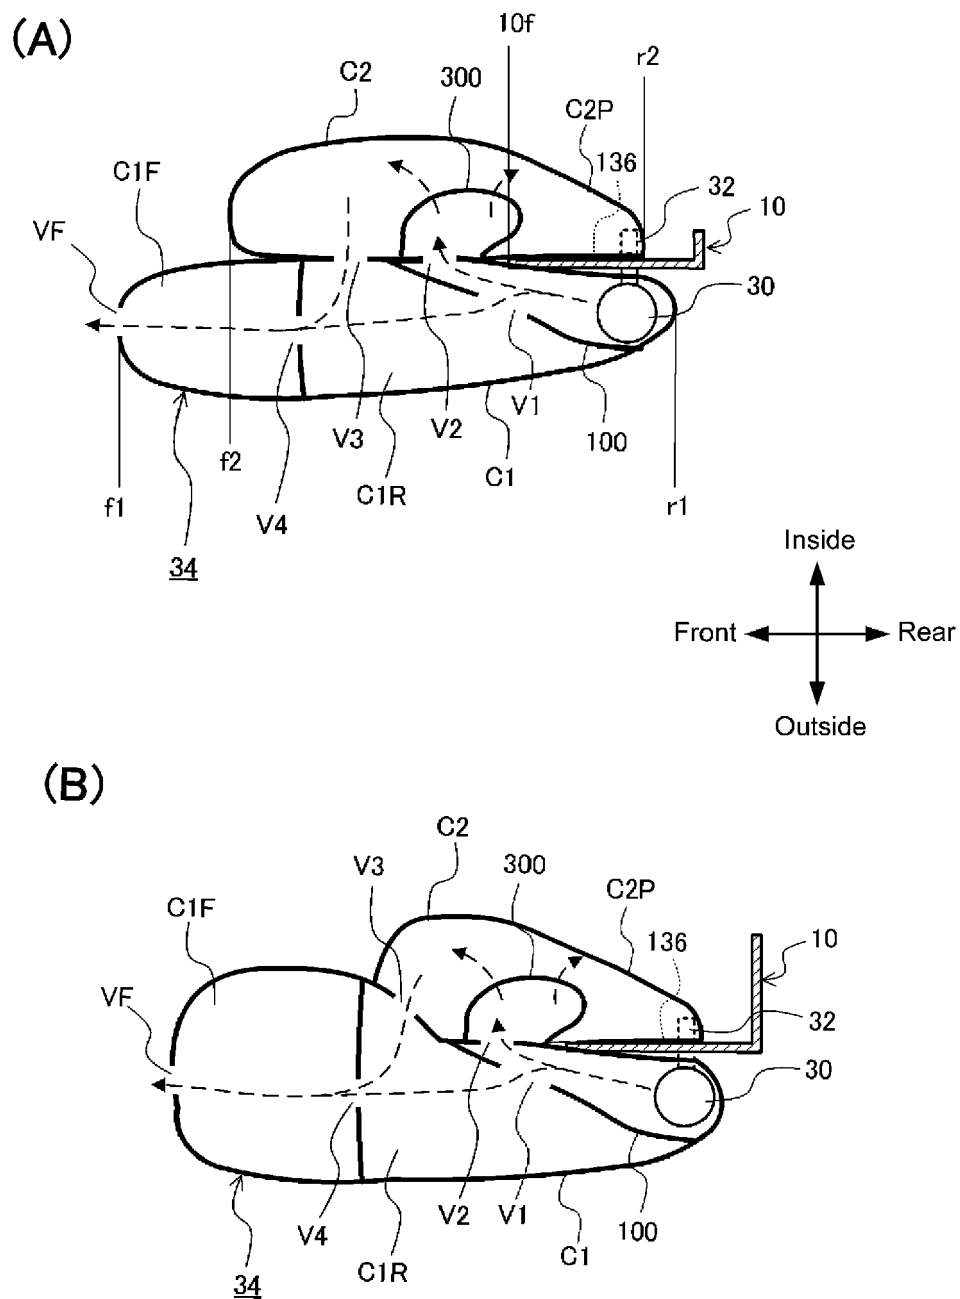 (A)
10f
r2
C2
300
C2P
136
32
10
C1F
VF
30
V3
V2
V1
100
f2
C1R
C1
f1
V4
r1
34
Inside
Front
Rear
Outside
(B)
C2
V3
300
C2P
C1F
136
10
VF
32
30
V4
V2
V1
100
C1R
C1
34